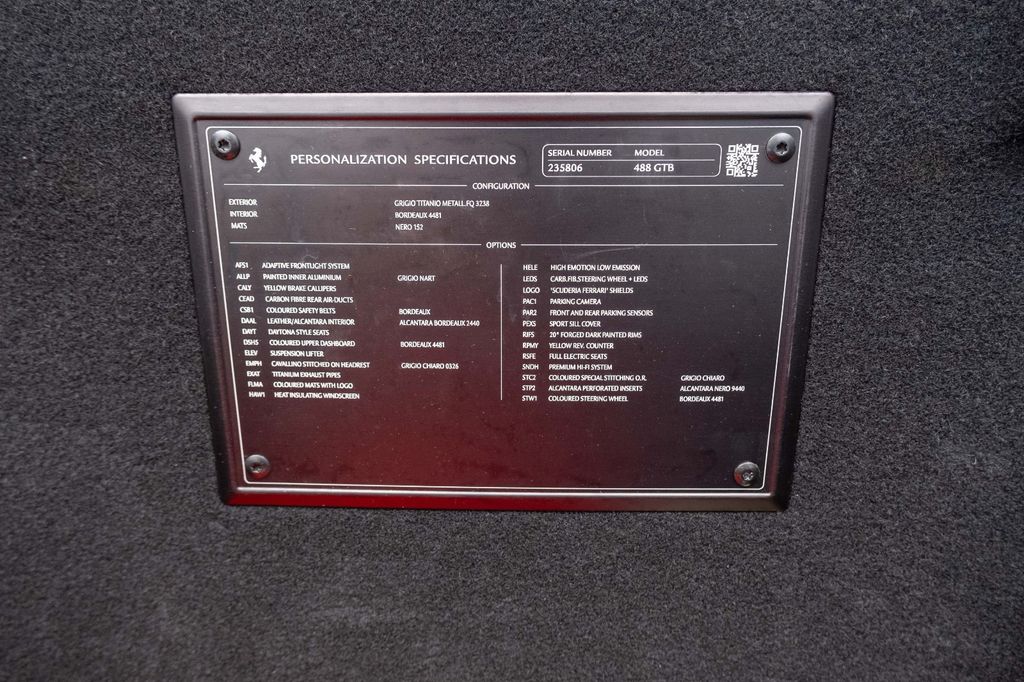 PERSONALIZATION SPECIFICATIONS
SERIAL NUMBER MODEL
235806 488 GTB
CONFIGURATION
EXTERIOR GRIGIO TITANIO METALL.FQ 3238
INTERIOR BORDEAUX 4481
MATS NERO 152
OPTIONS
AFS1 ADAPTIVE FRONTLIGHT SYSTEM
ALLP PAINTED INNER ALUMINIUM GRIGIO NART
CALY YELLOW BRAKE CALLIPERS
CEAD CARBON FIBRE REAR AIR-DUCTS
CSB1 COLOURED SAFETY BELTS BORDEAUX
DAAL LEATHER/ALCANTARA INTERIOR ALCANTARA BORDEAUX 2440
DAYT DAYTONA STYLE SEATS
DSHS COLOURED UPPER DASHBOARD BORDEAUX 4481
ELEV SUSPENSION LIFTER
EMPH CAVALLINO STITCHED ON HEADREST GRIGIO CHIARO 0326
EXAT TITANIUM EXHAUST PIPES
FLMA COLOURED MATS WITH LOGO
HAW1 HEAT INSULATING WINDSCREEN
HELE HIGH EMOTION LOW EMISSION
LEDS CARB.FIB.STEERING WHEEL + LEDS
LOGO 'SCUDERIA FERRARI' SHIELDS
PAC1 PARKING CAMERA
PAR2 FRONT AND REAR PARKING SENSORS
PEXS SPORT SILL COVER
RIFS 20" FORGED DARK PAINTED RIMS
RPMY YELLOW REV. COUNTER
RSFE FULL ELECTRIC SEATS
SNDH PREMIUM HI-FI SYSTEM
STC2 COLOURED SPECIAL STITCHING O.R. GRIGIO CHIARO
STP2 ALCANTARA PERFORATED INSERTS ALCANTARA NERO 9440
STW1 COLOURED STEERING WHEEL BORDEAUX 4481